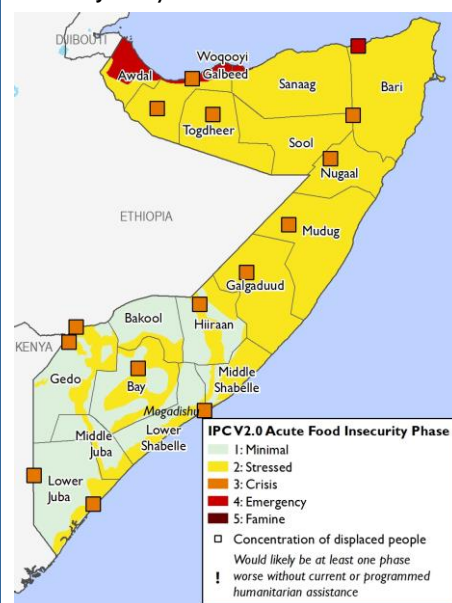 DJIBOUTI
Woqooyi
Galbeed
Awdal
Sanaag
Bari
Togdheer
Sool
Nugaal
ETHIOPIA
Mudug
Galgaduud
Bakool
Hiiraan
KENYA
Gedo
Bay
Middle
Shabelle
Mogadishu
Lower
Shabelle
Middle
Juba
Lower
Juba
IPC V2.0 Acute Food Insecurity Phase
1: Minimal
2: Stressed
3: Crisis
4: Emergency
5: Famine
Concentration of displaced people
Would likely be at least one phase
! worse without current or programmed
humanitarian assistance